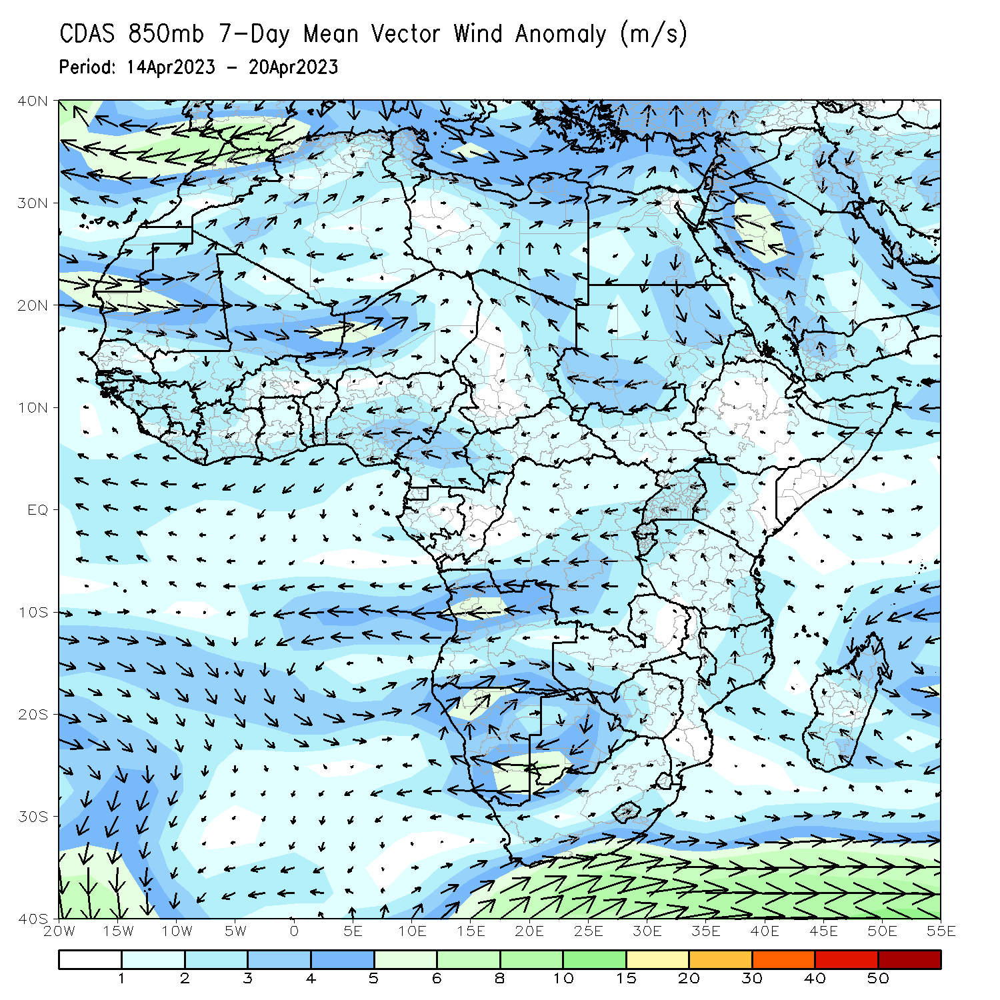 CDAS 850mb 7-Day Mean Vector Wind Anomaly (m/s)
Period: 14Apr2023 - 20Apr2023
40N
30N
20N
10N
EQ
10S
20S
30S
40S
20W 15W 10W 5W 0 5E 10E 15E 20E 25E 30E 35E 40E 45E 50E 55E
1 2 3 4 5 6 8 10 15 20 30 40 50